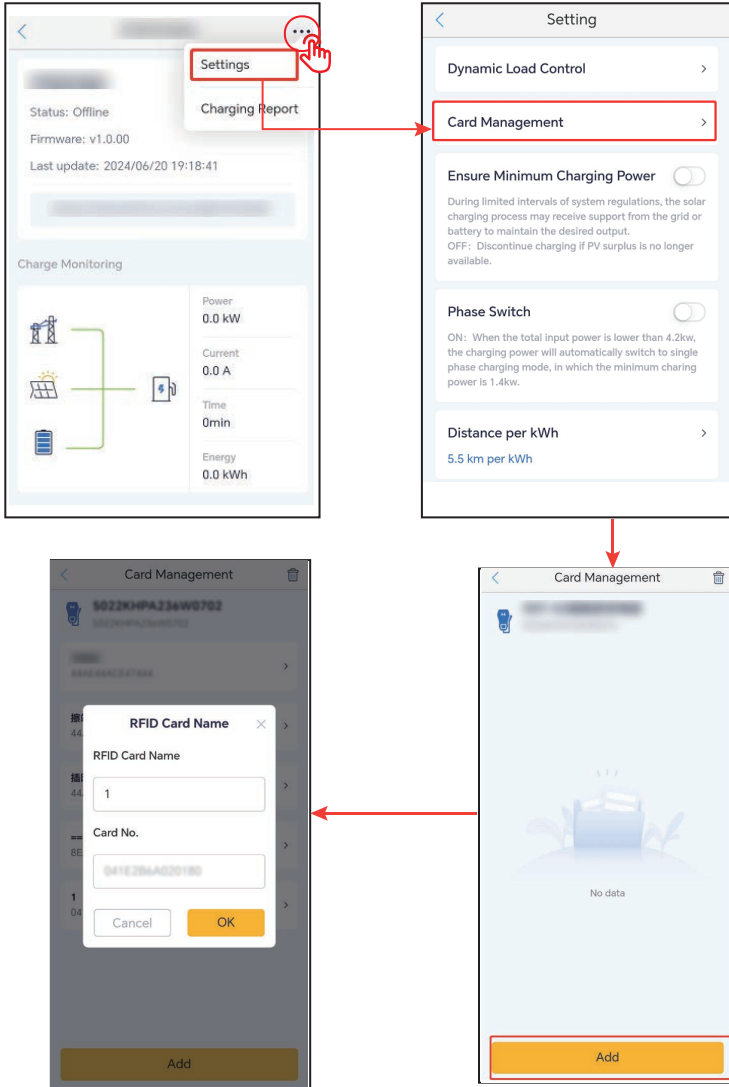 Settings
Charging Report
Status: Offline
Firmware: v1.0.00
Last update: 2024/06/20 19:18:41
Charge Monitoring
Power
0.0 kW
Current
0.0 A
Time
0min
Energy
0.0 kWh
Setting
Dynamic Load Control
Card Management
Ensure Minimum Charging Power
During limited intervals of system regulations, the solar
charging process may receive support from the grid or
battery to maintain the desired output.
OFF: Discontinue charging if PV surplus is no longer
available.
Phase Switch
ON: When the total input power is lower than 4.2kw,
the charging power will automatically switch to single
phase charging mode, in which the minimum charing
power is 1.4kw.
Distance per kWh
5.5 km per kWh
Card Management
5022KHPA236W0702
44
44
==
8E
1
04
RFID Card Name
RFID Card Name
1
Card No.
041E2B6A020180
Cancel
OK
Add
Card Management
No data
Add